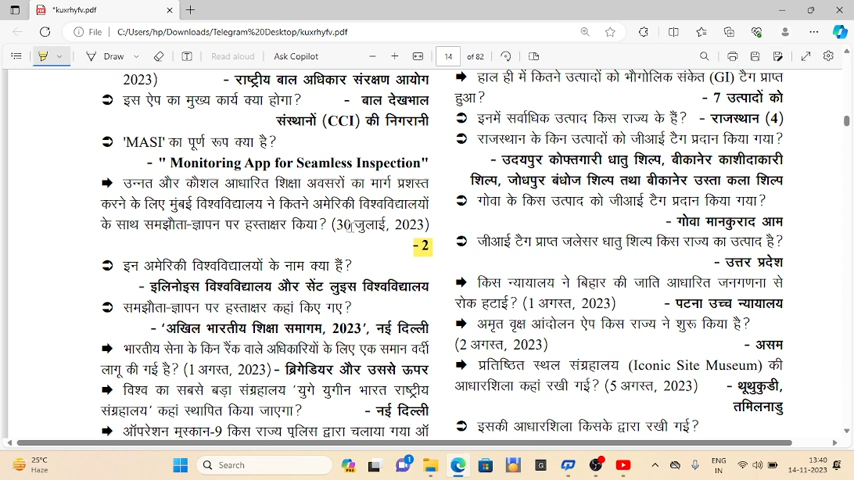 *kuxrhyfv.pdf
File
C:/Users/hp/Downloads/Telegram%20Desktop/kuxrhyfv.pdf
Draw
Read aloud
Ask Copilot
14
of 82
2023)
- राष्ट्रीय बाल अधिकार संरक्षण आयोग
इस ऐप का मुख्य कार्य क्या होगा? - बाल देखभाल
संस्थानों (CCI) की निगरानी
'MASI' का पूर्ण रूप क्या है?
- " Monitoring App for Seamless Inspection"
उन्नत और कौशल आधारित शिक्षा अवसरों का मार्ग प्रशस्त
करने के लिए मुंबई विश्वविद्यालय ने कितने अमेरिकी विश्वविद्यालयों
के साथ समझौता-ज्ञापन पर हस्ताक्षर किया? (30 जुलाई, 2023)
- 2
इन अमेरिकी विश्वविद्यालयों के नाम क्या हैं?
- इलिनोइस विश्वविद्यालय और सेंट लुइस विश्वविद्यालय
समझौता-ज्ञापन पर हस्ताक्षर कहां किए गए?
- ‘अखिल भारतीय शिक्षा समागम, 2023’, नई दिल्ली
भारतीय सेना के किन रैंक वाले अधिकारियों के लिए एक समान वर्दी
लागू की गई है? (1 अगस्त, 2023) - ब्रिगेडियर और उससे ऊपर
विश्व का सबसे बड़ा संग्रहालय ‘युगे युगीन भारत राष्ट्रीय
संग्रहालय’ कहां स्थापित किया जाएगा? - नई दिल्ली
ऑपरेशन मुस्कान-9 किस राज्य पुलिस द्वारा चलाया गया ऑ
हाल ही में कितने उत्पादों को भौगोलिक संकेत (GI) टैग प्राप्त
हुआ? - 7 उत्पादों को
इनमें सर्वाधिक उत्पाद किस राज्य के हैं? - राजस्थान (4)
राजस्थान के किन उत्पादों को जीआई टैग प्रदान किया गया?
- उदयपुर कोफ्तगारी धातु शिल्प, बीकानेर काशीदाकारी
शिल्प, जोधपुर बंधेज शिल्प तथा बीकानेर उस्ता कला शिल्प
गोवा के किस उत्पाद को जीआई टैग प्रदान किया गया?
- गोवा मानकुराद आम
जीआई टैग प्राप्त जलेसर धातु शिल्प किस राज्य का उत्पाद है?
- उत्तर प्रदेश
किस न्यायालय ने बिहार की जाति आधारित जनगणना से
रोक हटाई? (1 अगस्त, 2023) - पटना उच्च न्यायालय
अमृत वृक्ष आंदोलन ऐप किस राज्य ने शुरू किया है?
(2 अगस्त, 2023) - असम
प्रतिष्ठित स्थल संग्रहालय (Iconic Site Museum) की
आधारशिला कहां रखी गई? (5 अगस्त, 2023) - थूथुकुडी,
तमिलनाडु
इसकी आधारशिला किसके द्वारा रखी गई?
25°C
Haze
Search
ENG
IN
13:40
14-11-2023